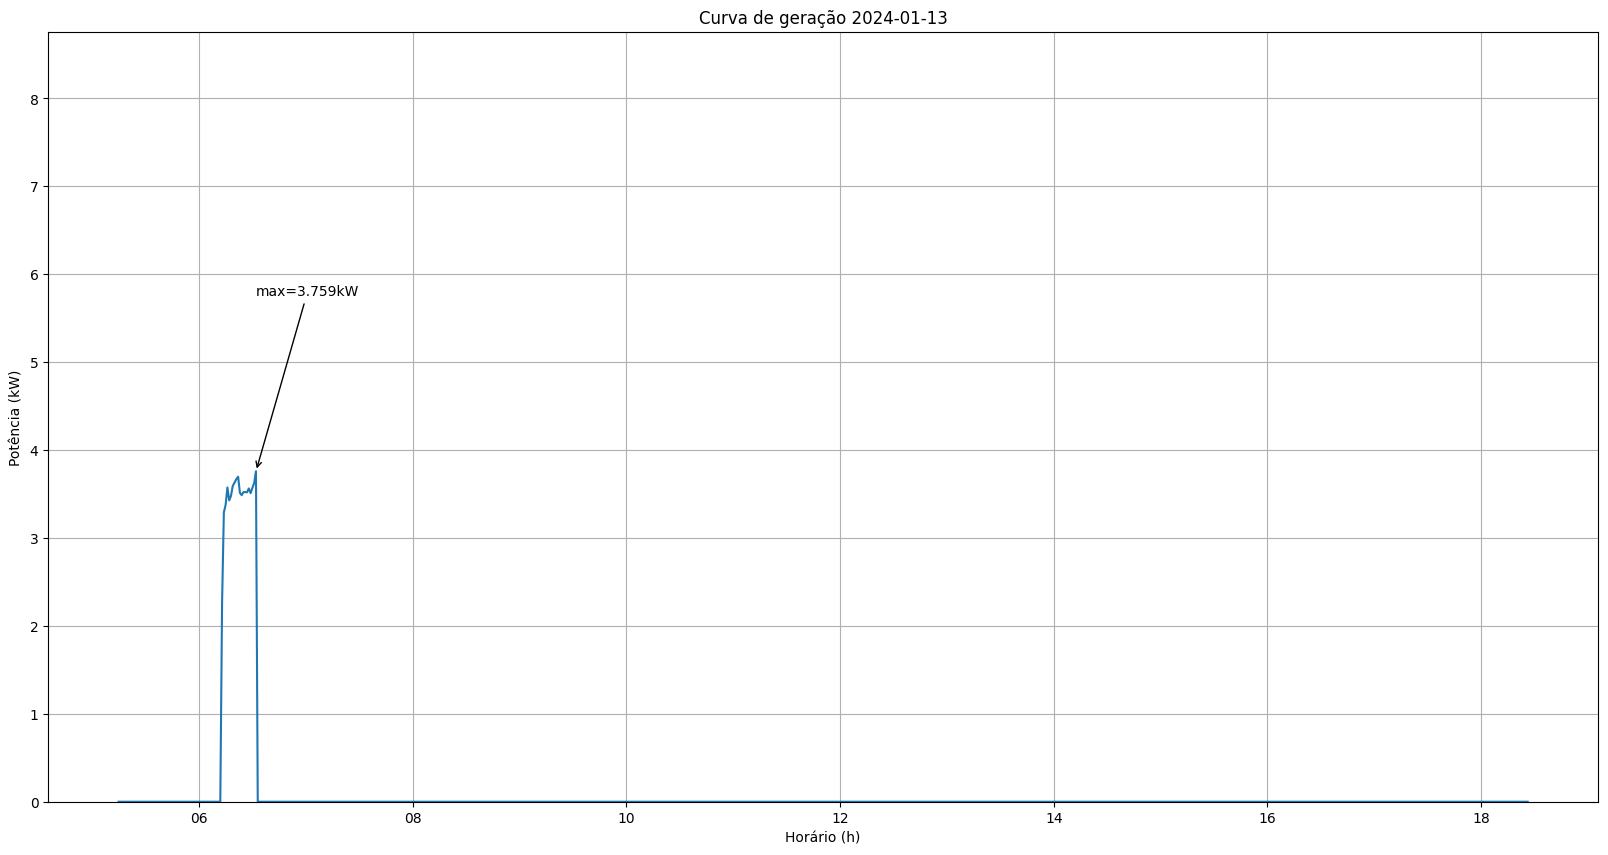 Curva de geração 2024-01-13
8
7
6
max=3.759kW
5
Potência (kW)
4
3
2
1
0
06 08 10 12 14 16 18
Horário (h)